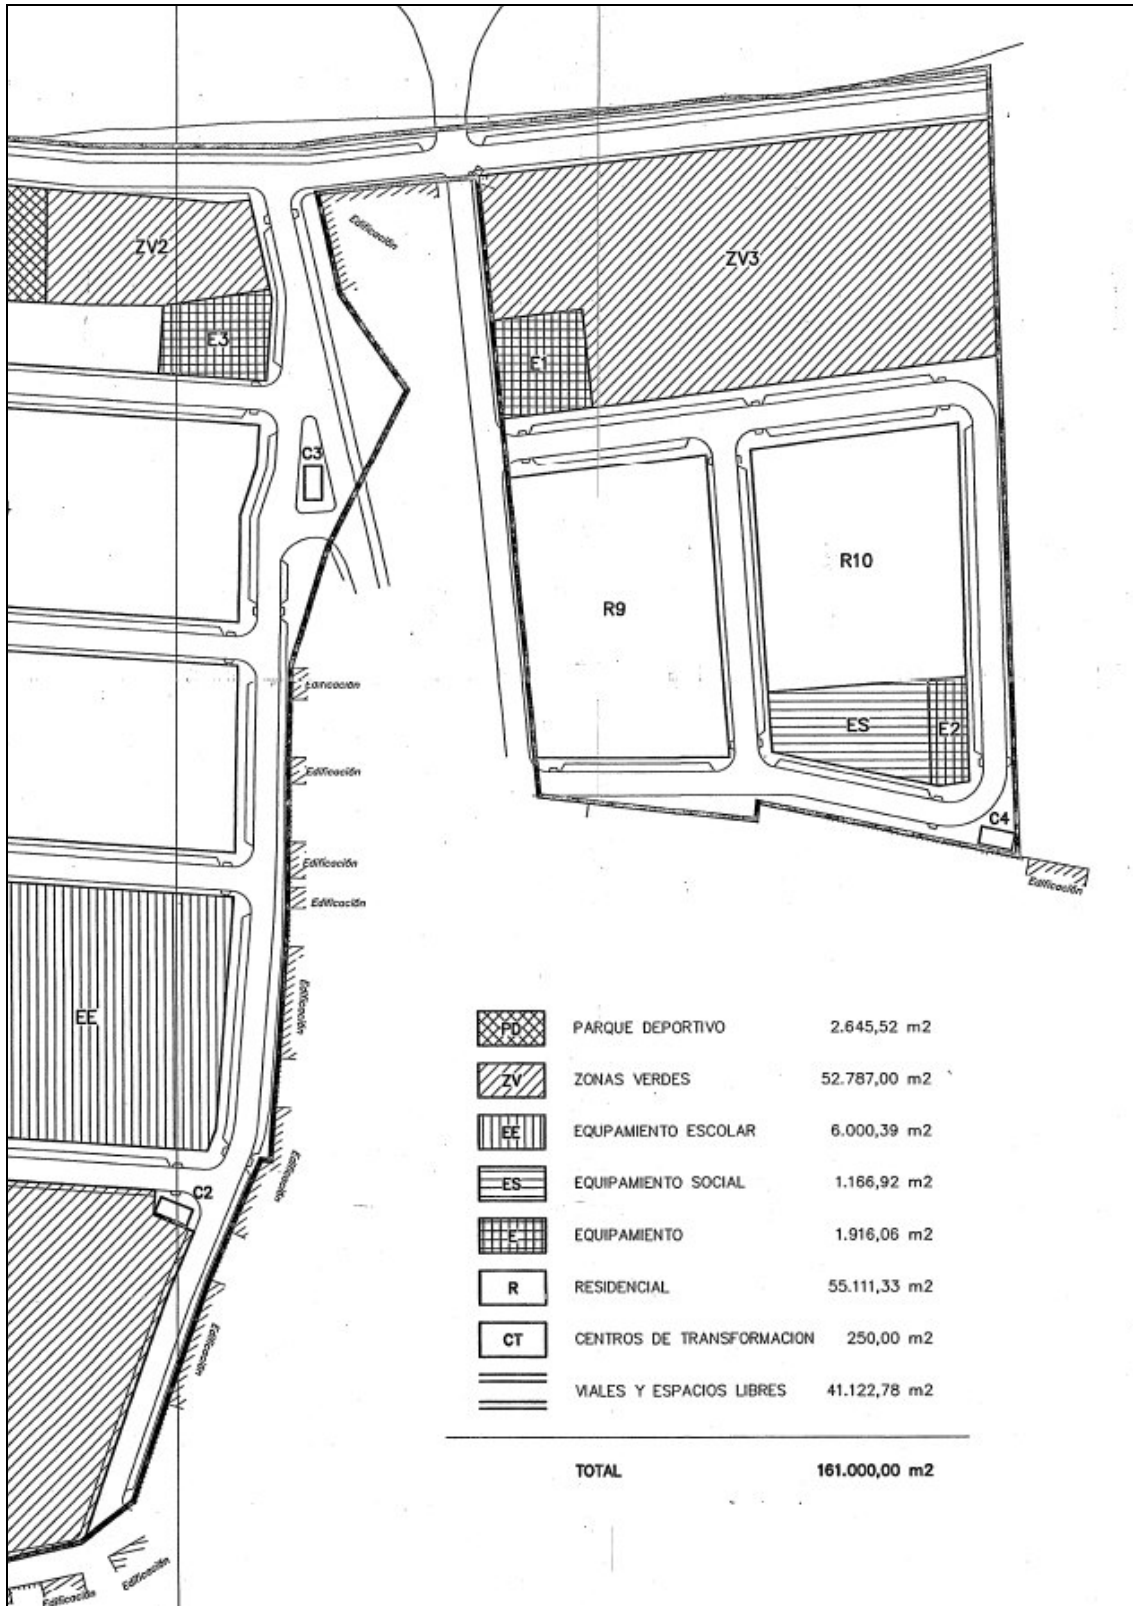 Edificación
ZV2
ZV3
E3
E1
C3
R10
R9
Edificación
ES
E2
Edificación
C4
Edificación
Edificación
Edificación
Edificación
EE
PD PARQUE DEPORTIVO 2.645,52 m2
ZV ZONAS VERDES 52.787,00 m2
EE EQUPAMIENTO ESCOLAR 6.000,39 m2
Edificación
C2
ES EQUIPAMIENTO SOCIAL 1.166,92 m2
E EQUIPAMIENTO 1.916,06 m2
R RESIDENCIAL 55.111,33 m2
CT CENTROS DE TRANSFORMACION 250,00 m2
Edificación
VIALES Y ESPACIOS LIBRES 41.122,78 m2
TOTAL 161.000,00 m2
Edificación
Edificación